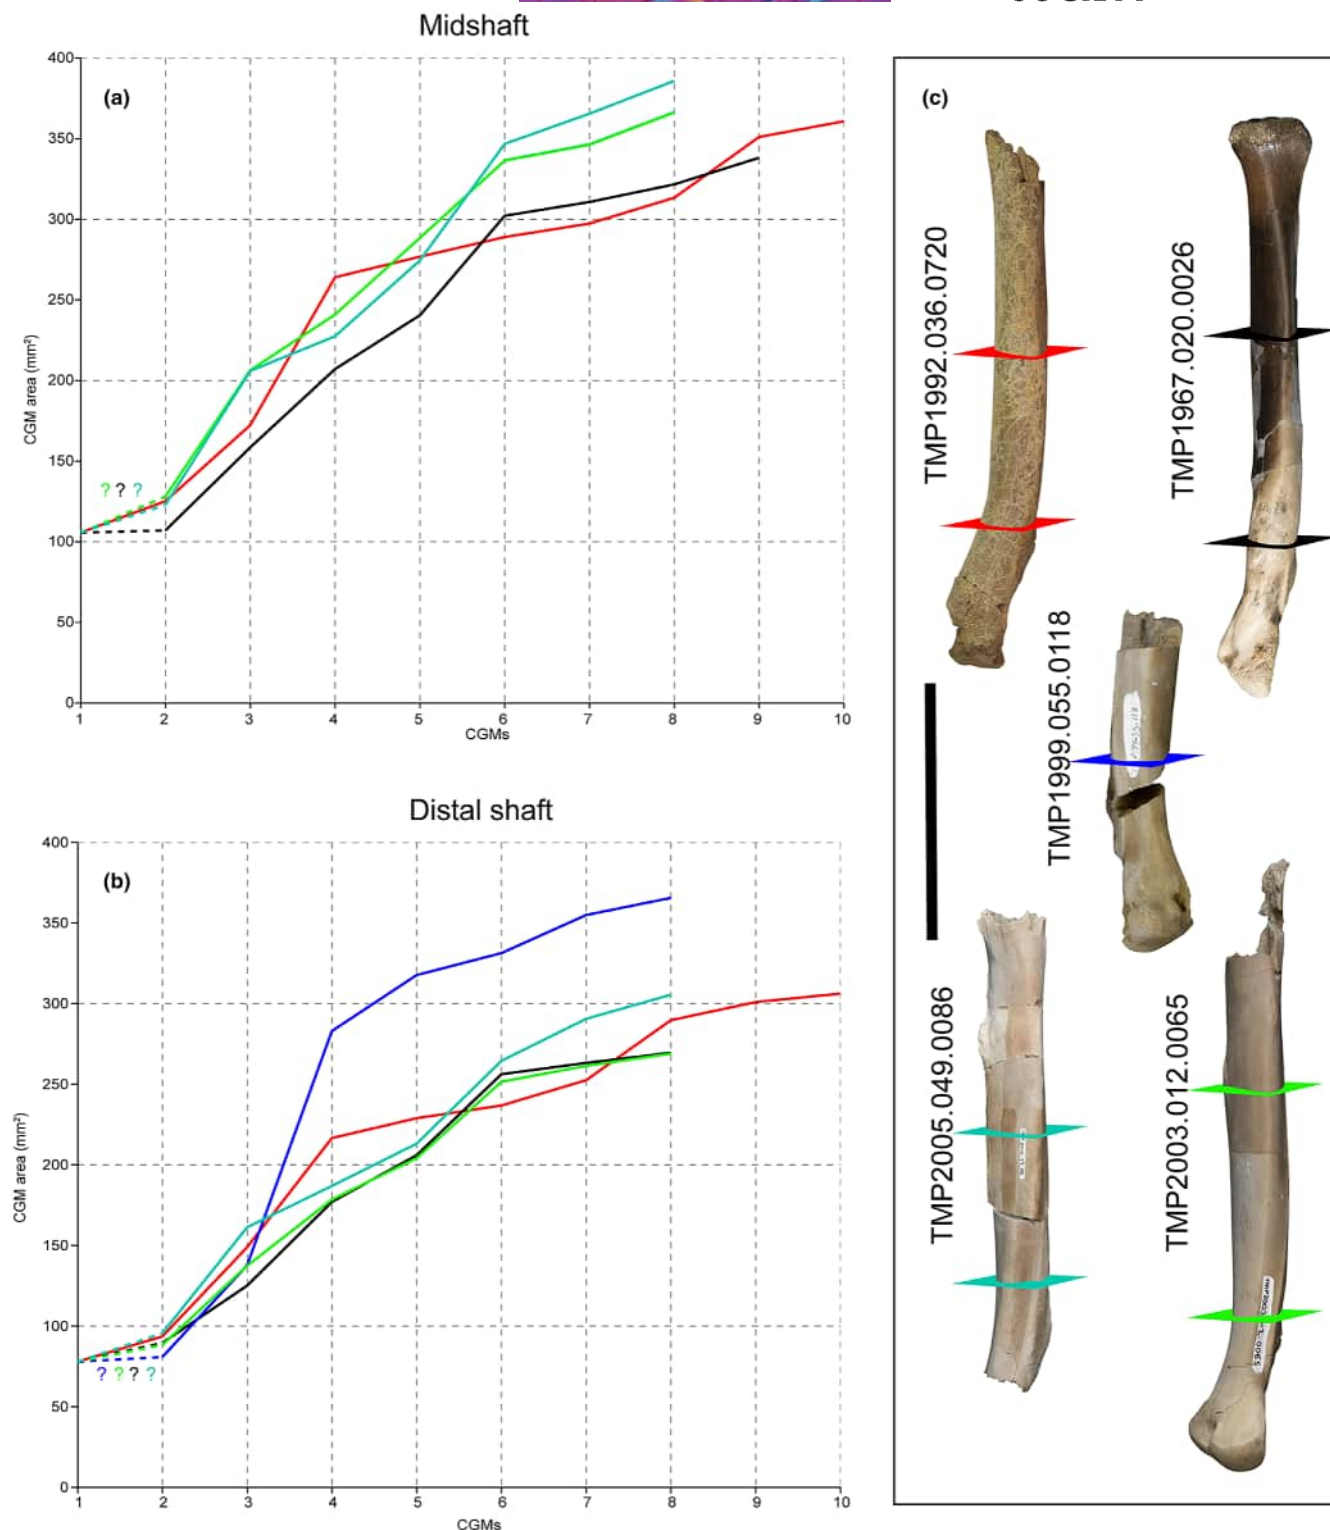 Midshaft
(a)
400
350
300
250
200
150
100
50
0
CGM area (mm²)
? ? ?
1 2 3 4 5 6 7 8 9 10
CGMs
Distal shaft
(b)
400
350
300
250
200
150
100
50
0
CGM area (mm²)
? ? ? ?
1 2 3 4 5 6 7 8 9 10
CGMs
(c)
TMP1992.036.0720
TMP1967.020.0026
TMP1999.055.0118
TMP2005.049.0086
TMP2003.012.0065